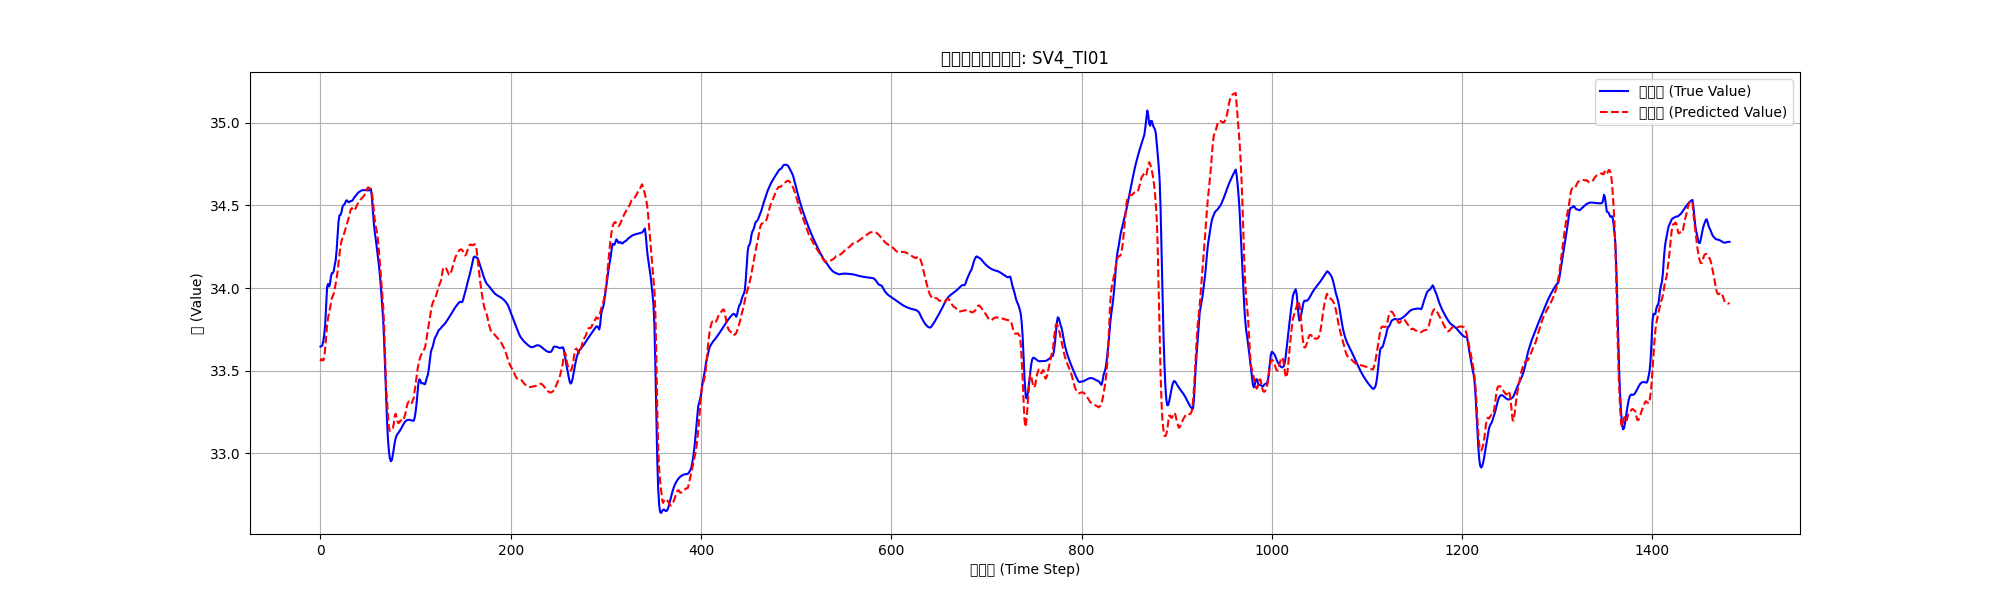 : SV4_TI01
(True Value)
(Predicted Value)
35.0
34.5
34.0
33.5
33.0
(Value)
0 200 400 600 800 1000 1200 1400
(Time Step)